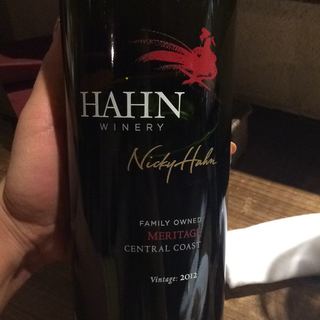 HAHN
WINERY
Nicky Hahn
FAMILY OWNED
MERITAGE
CENTRAL COAST
Vintage: 2012